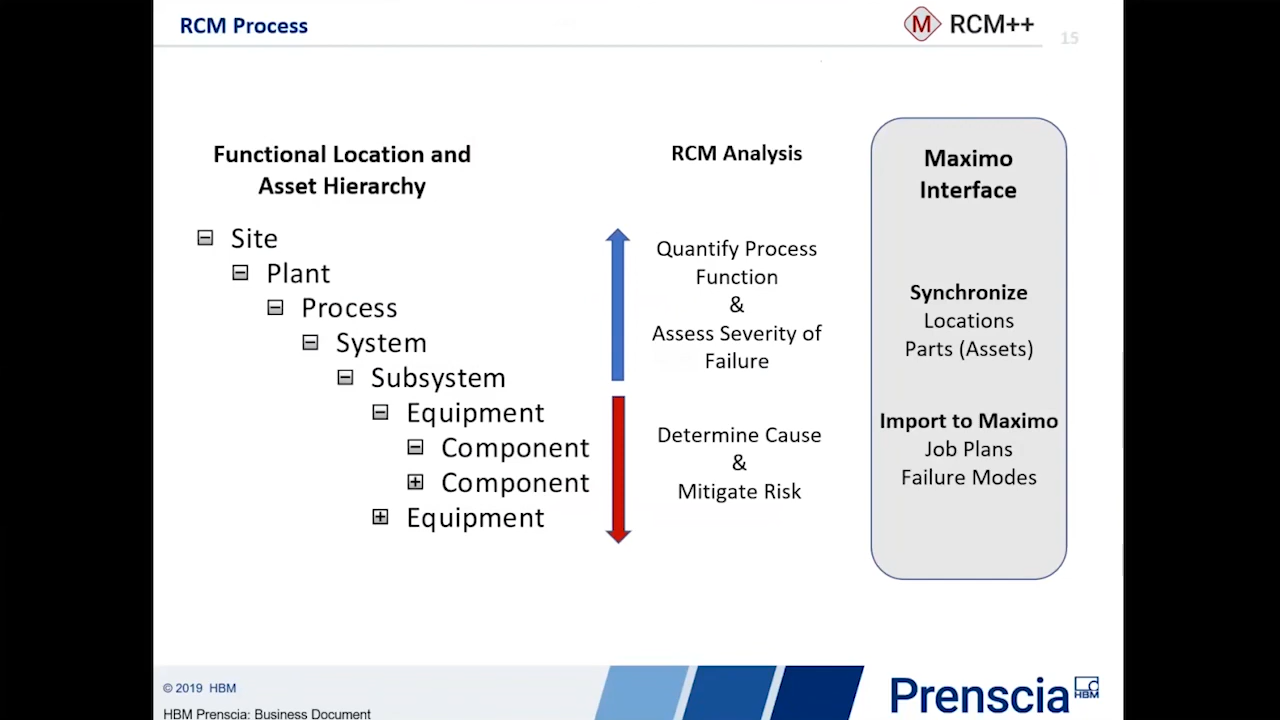 RCM Process
M RCM++
15
Functional Location and
Asset Hierarchy
Site
Plant
Process
System
Subsystem
Equipment
Component
Component
Equipment
RCM Analysis
Quantify Process
Function
&
Assess Severity of
Failure
Determine Cause
&
Mitigate Risk
Maximo
Interface
Synchronize
Locations
Parts (Assets)
Import to Maximo
Job Plans
Failure Modes
© 2019 HBM
HBM Prenscia: Business Document
Prenscia
HBM